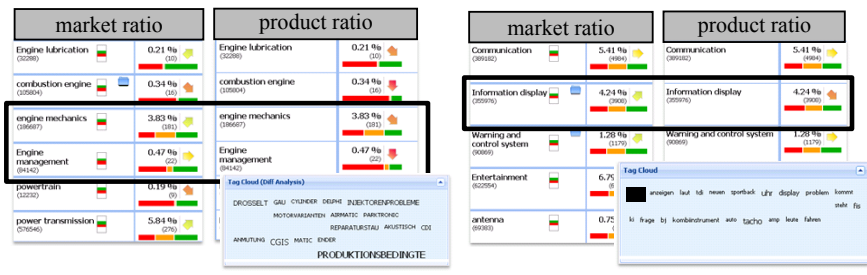 market ratio
product ratio
Engine lubrication
(32288)
0.21 %
(10)
Engine lubrication
(32288)
0.21 %
(10)
combustion engine
(105804)
0.34 %
(16)
combustion engine
(105804)
0.34 %
(16)
engine mechanics
(186687)
3.83 %
(181)
engine mechanics
(186687)
3.83 %
(181)
Engine
management
(84142)
0.47 %
(22)
Engine
management
(84142)
0.47 %
(22)
powertrain
(12232)
0.19 %
(9)
power transmission
(576546)
5.84 %
(276)
Tag Cloud (Diff Analysis)
DROSSELT GAU CYLINDER DELPHI INJEKTORENPROBLEME
MOTORVARIANTEN AIRMATIC PARKTRONIC
REPARATURSTAU AKUSTISCH CDI
ANMUTUNG CGIS MATIC ENDER
PRODUKTIONSBEDINGTE
market ratio
product ratio
Communication
(389182)
5.41 %
(4984)
Communication
(389182)
5.41 %
(4984)
Information display
(355976)
4.24 %
(3908)
Information display
(355976)
4.24 %
(3908)
Warning and
control system
(90869)
1.28 %
(1179)
Warning and control system
(90869)
1.28 %
(1179)
Entertainment
(622554)
6.79
antenna
(69383)
0.75
Tag Cloud
anzeigen laut tdi neuen sportback uhr display problem kommt
steht fis
ki frage bj kombiinstrument auto tacho amp leute fahren